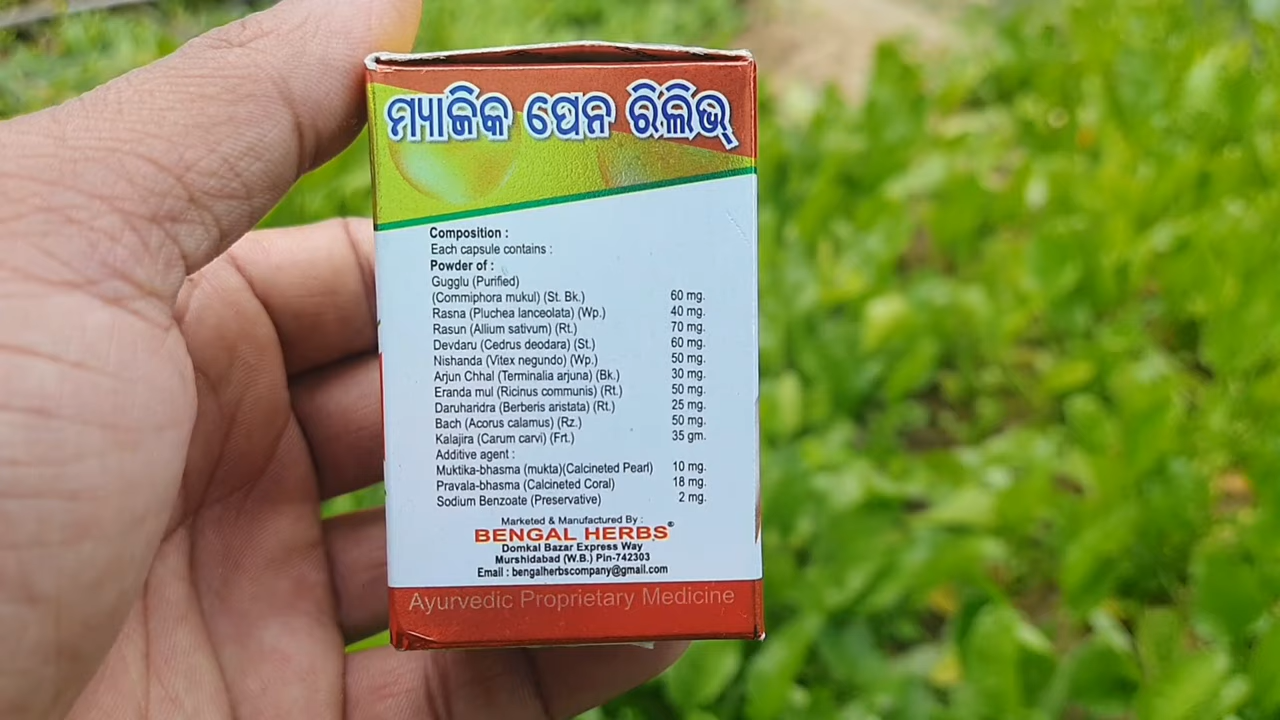 ମ୍ୟାଜିକ ପେନ ରିଲିଭ୍
Composition :
Each capsule contains :
Powder of :
Gugglu (Purified)
(Commiphora mukul) (St. Bk.) 60 mg.
Rasna (Pluchea lanceolata) (Wp.) 40 mg.
Rasun (Allium sativum) (Rt.) 70 mg.
Devdaru (Cedrus deodara) (St.) 60 mg.
Nishanda (Vitex negundo) (Wp.) 50 mg.
Arjun Chhal (Terminalia arjuna) (Bk.) 30 mg.
Eranda mul (Ricinus communis) (Rt.) 50 mg.
Daruharidra (Berberis aristata) (Rt.) 25 mg.
Bach (Acorus calamus) (Rz.) 50 mg.
Kalajira (Carum carvi) (Frt.) 35 gm.
Additive agent :
Muktika-bhasma (mukta)(Calcineted Pearl) 10 mg.
Pravala-bhasma (Calcineted Coral) 18 mg.
Sodium Benzoate (Preservative) 2 mg.
Marketed & Manufactured By :
BENGAL HERBS®
Domkal Bazar Express Way
Murshidabad (W.B.) Pin-742303
Email : bengalherbscompany@gmail.com
Ayurvedic Proprietary Medicine